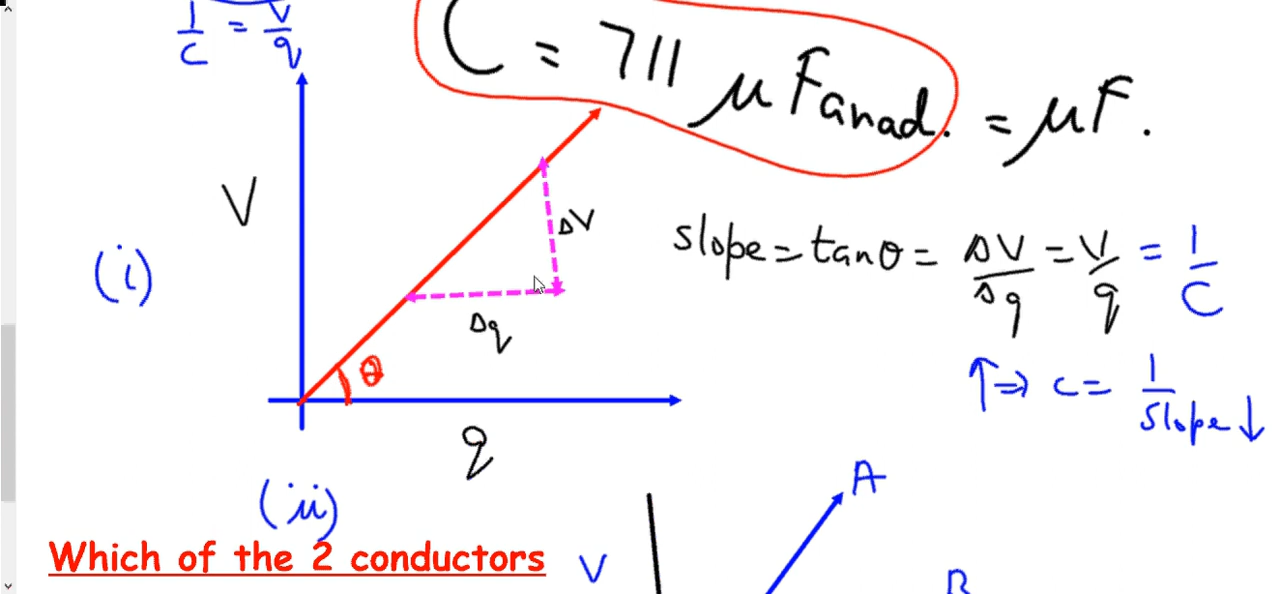 1/C = V/q
C = 711 μ Farad. = μF.
V
ΔV
(i)
slope = tanθ = ΔV/Δq = V/q = 1/C
Δq
θ
↑⇒ C = 1/slope ↓
q
(ii)
A
Which of the 2 conductors
V
B